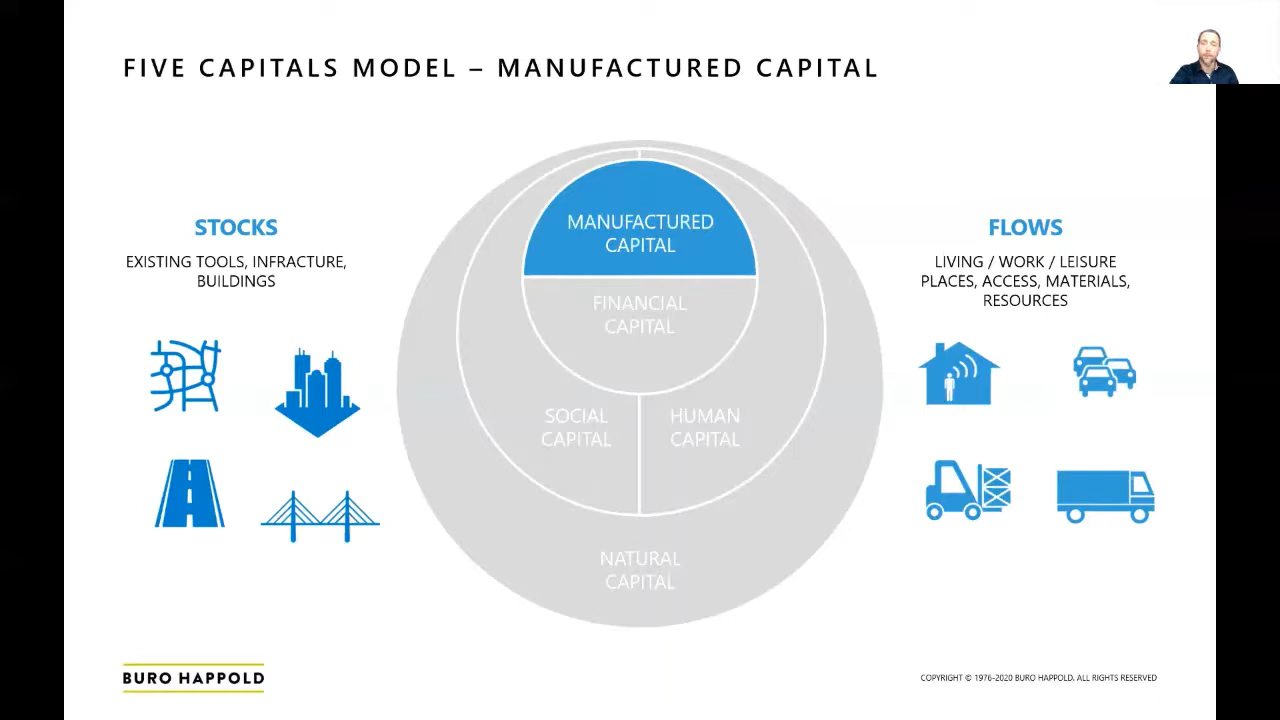 FIVE CAPITALS MODEL – MANUFACTURED CAPITAL
STOCKS
EXISTING TOOLS, INFRACTURE,
BUILDINGS
MANUFACTURED
CAPITAL
FINANCIAL
CAPITAL
SOCIAL
CAPITAL
HUMAN
CAPITAL
NATURAL
CAPITAL
FLOWS
LIVING / WORK / LEISURE
PLACES, ACCESS, MATERIALS,
RESOURCES
BURO HAPPOLD
COPYRIGHT © 1976-2020 BURO HAPPOLD. ALL RIGHTS RESERVED